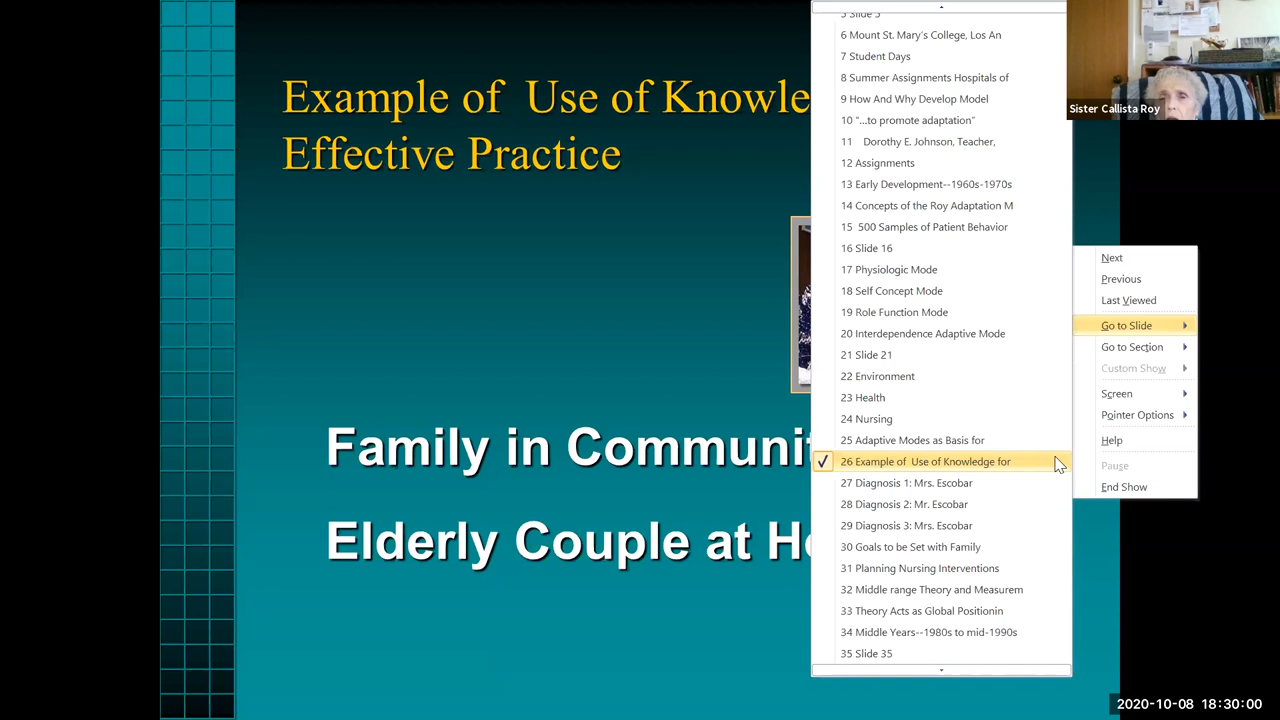 Example of Use of Knowle
Effective Practice
Family in Communi
Elderly Couple at H
5 Slide 5
6 Mount St. Mary's College, Los An
7 Student Days
8 Summer Assignments Hospitals of
9 How And Why Develop Model
10 "...to promote adaptation"
11 Dorothy E. Johnson, Teacher,
12 Assignments
13 Early Development--1960s-1970s
14 Concepts of the Roy Adaptation M
15 500 Samples of Patient Behavior
16 Slide 16
17 Physiologic Mode
18 Self Concept Mode
19 Role Function Mode
20 Interdependence Adaptive Mode
21 Slide 21
22 Environment
23 Health
24 Nursing
25 Adaptive Modes as Basis for
26 Example of Use of Knowledge for
27 Diagnosis 1: Mrs. Escobar
28 Diagnosis 2: Mr. Escobar
29 Diagnosis 3: Mrs. Escobar
30 Goals to be Set with Family
31 Planning Nursing Interventions
32 Middle range Theory and Measurem
33 Theory Acts as Global Positionin
34 Middle Years--1980s to mid-1990s
35 Slide 35
Next
Previous
Last Viewed
Go to Slide
Go to Section
Custom Show
Screen
Pointer Options
Help
Pause
End Show
Sister Callista Roy
2020-10-08 18:30:00